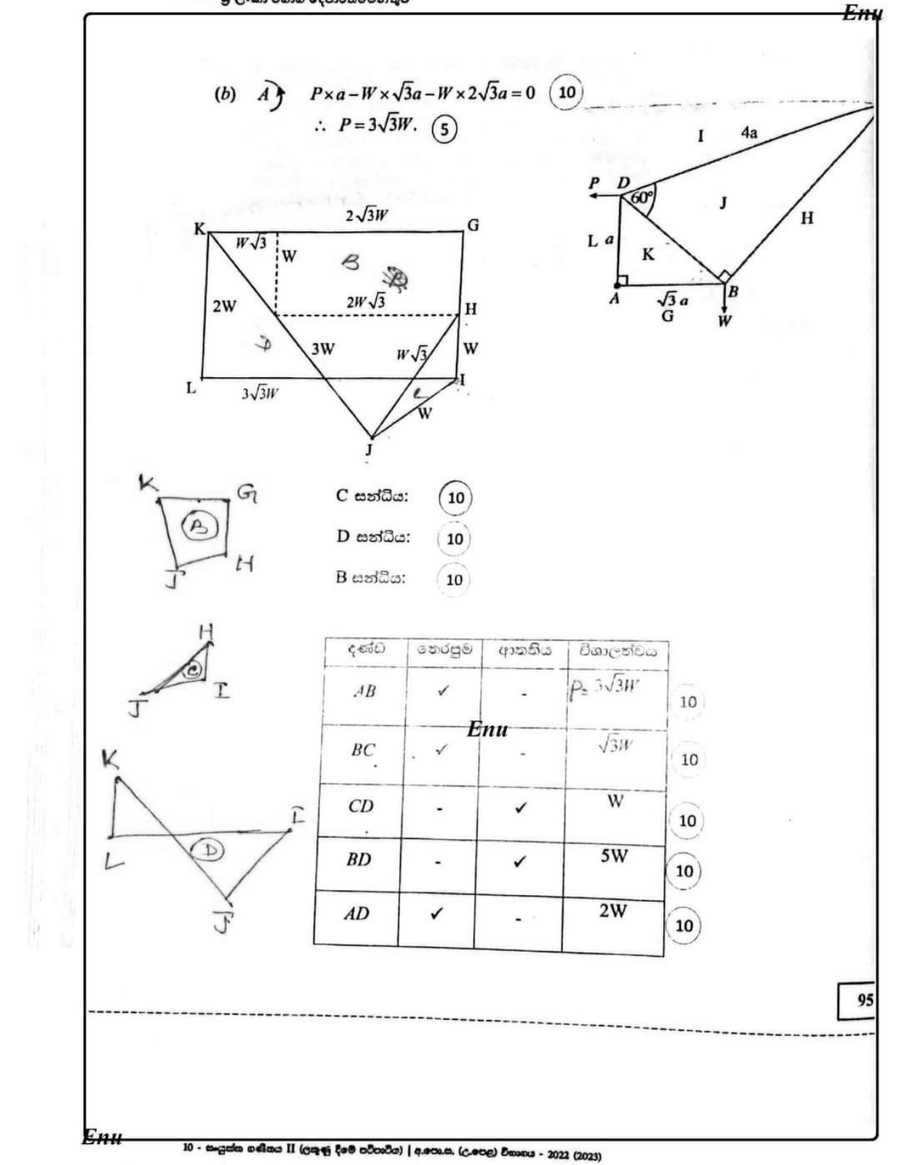 Enu
(b) A P×a−W×√3a−W×2√3a=0 10
∴ P=3√3W. 5
I 4a
P D 60° J H
L a K
A √3 a B
G W
2√3W
K W√3 W B G
2W 2W√3 H
3W W√3 W
L 3√3W I
W
J
K G
B
J H
C සන්ධිය: 10
D සන්ධිය: 10
B සන්ධිය: 10
H
C I
J
K
I
L D
J
දණ්ඩ තෙරපුම ආතතිය විශාලත්වය
AB ✓ - P= 3√3W 10
Enu
BC ✓ - √3W 10
CD - ✓ W 10
BD - ✓ 5W 10
AD ✓ - 2W 10
95
Enu
10 - සංයුක්ත ගණිතය II (ලකුණු දීමේ පටිපාටිය) | අ.පො.ස. (උ.පෙළ) විභාගය - 2022 (2023)